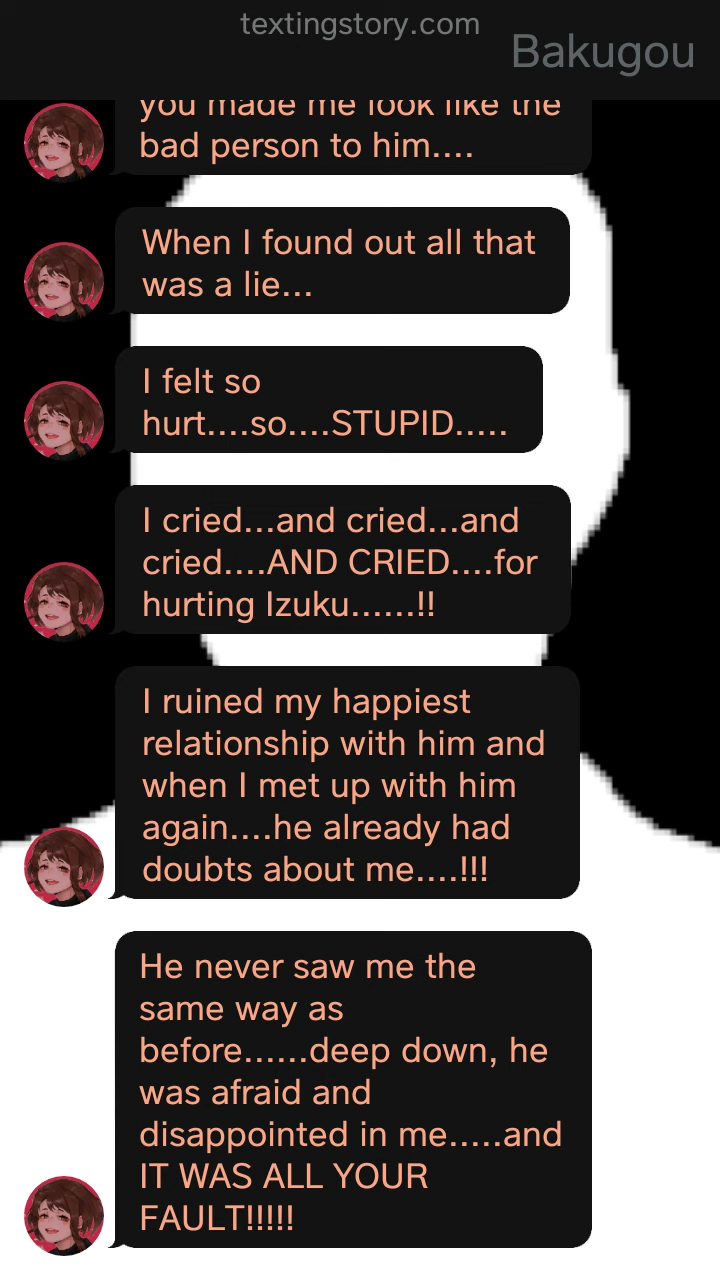 textingstory.com
Bakugou
you made me look like the
bad person to him....
When I found out all that
was a lie...
I felt so
hurt....so....STUPID.....
I cried...and cried...and
cried....AND CRIED....for
hurting Izuku......!!
I ruined my happiest
relationship with him and
when I met up with him
again....he already had
doubts about me....!!!
He never saw me the
same way as
before......deep down, he
was afraid and
disappointed in me.....and
IT WAS ALL YOUR
FAULT!!!!!